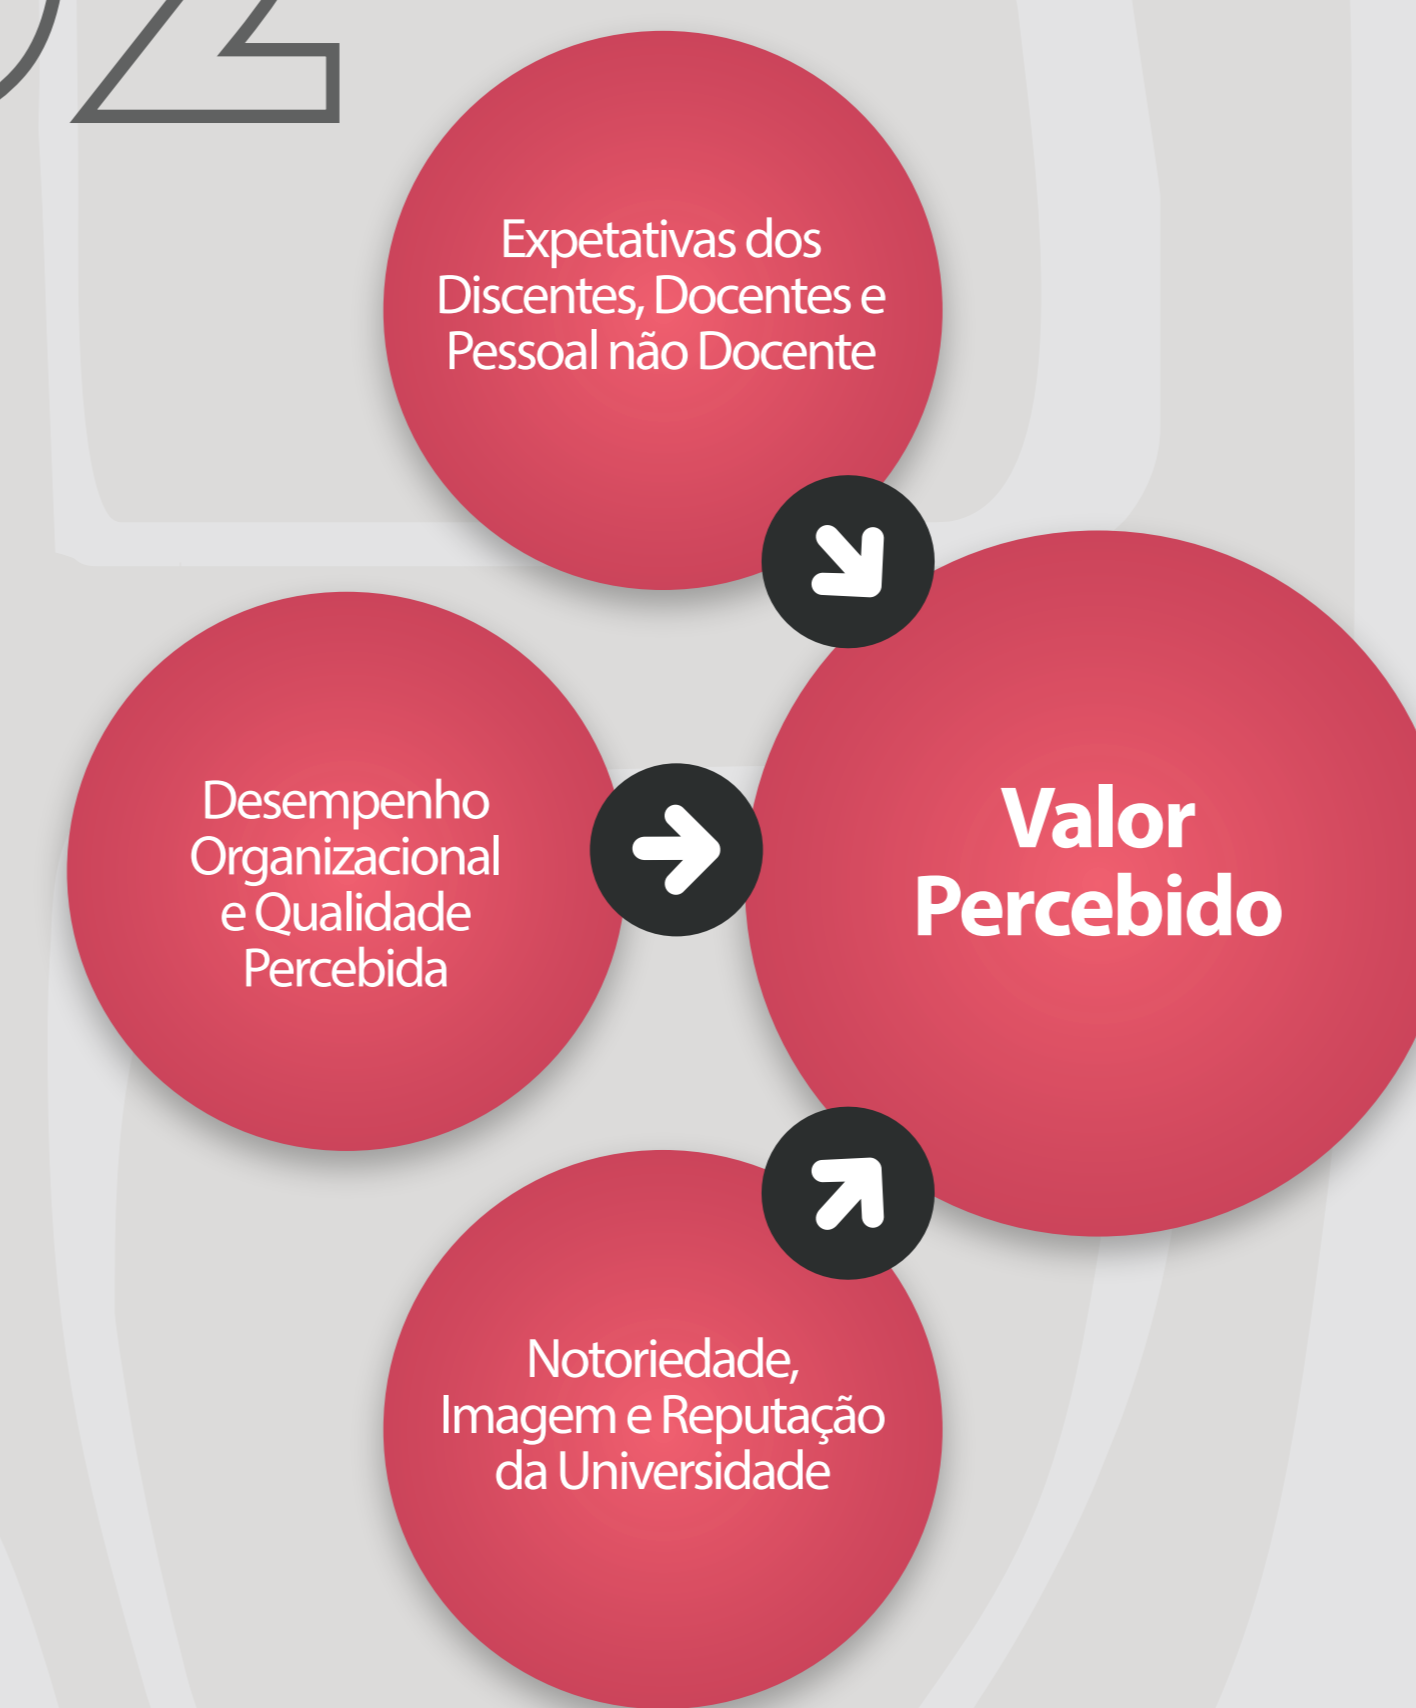 Expetativas dos
Discentes, Docentes e
Pessoal não Docente
Desempenho
Organizacional
e Qualidade
Percebida
Valor
Percebido
Notoriedade,
Imagem e Reputação
da Universidade